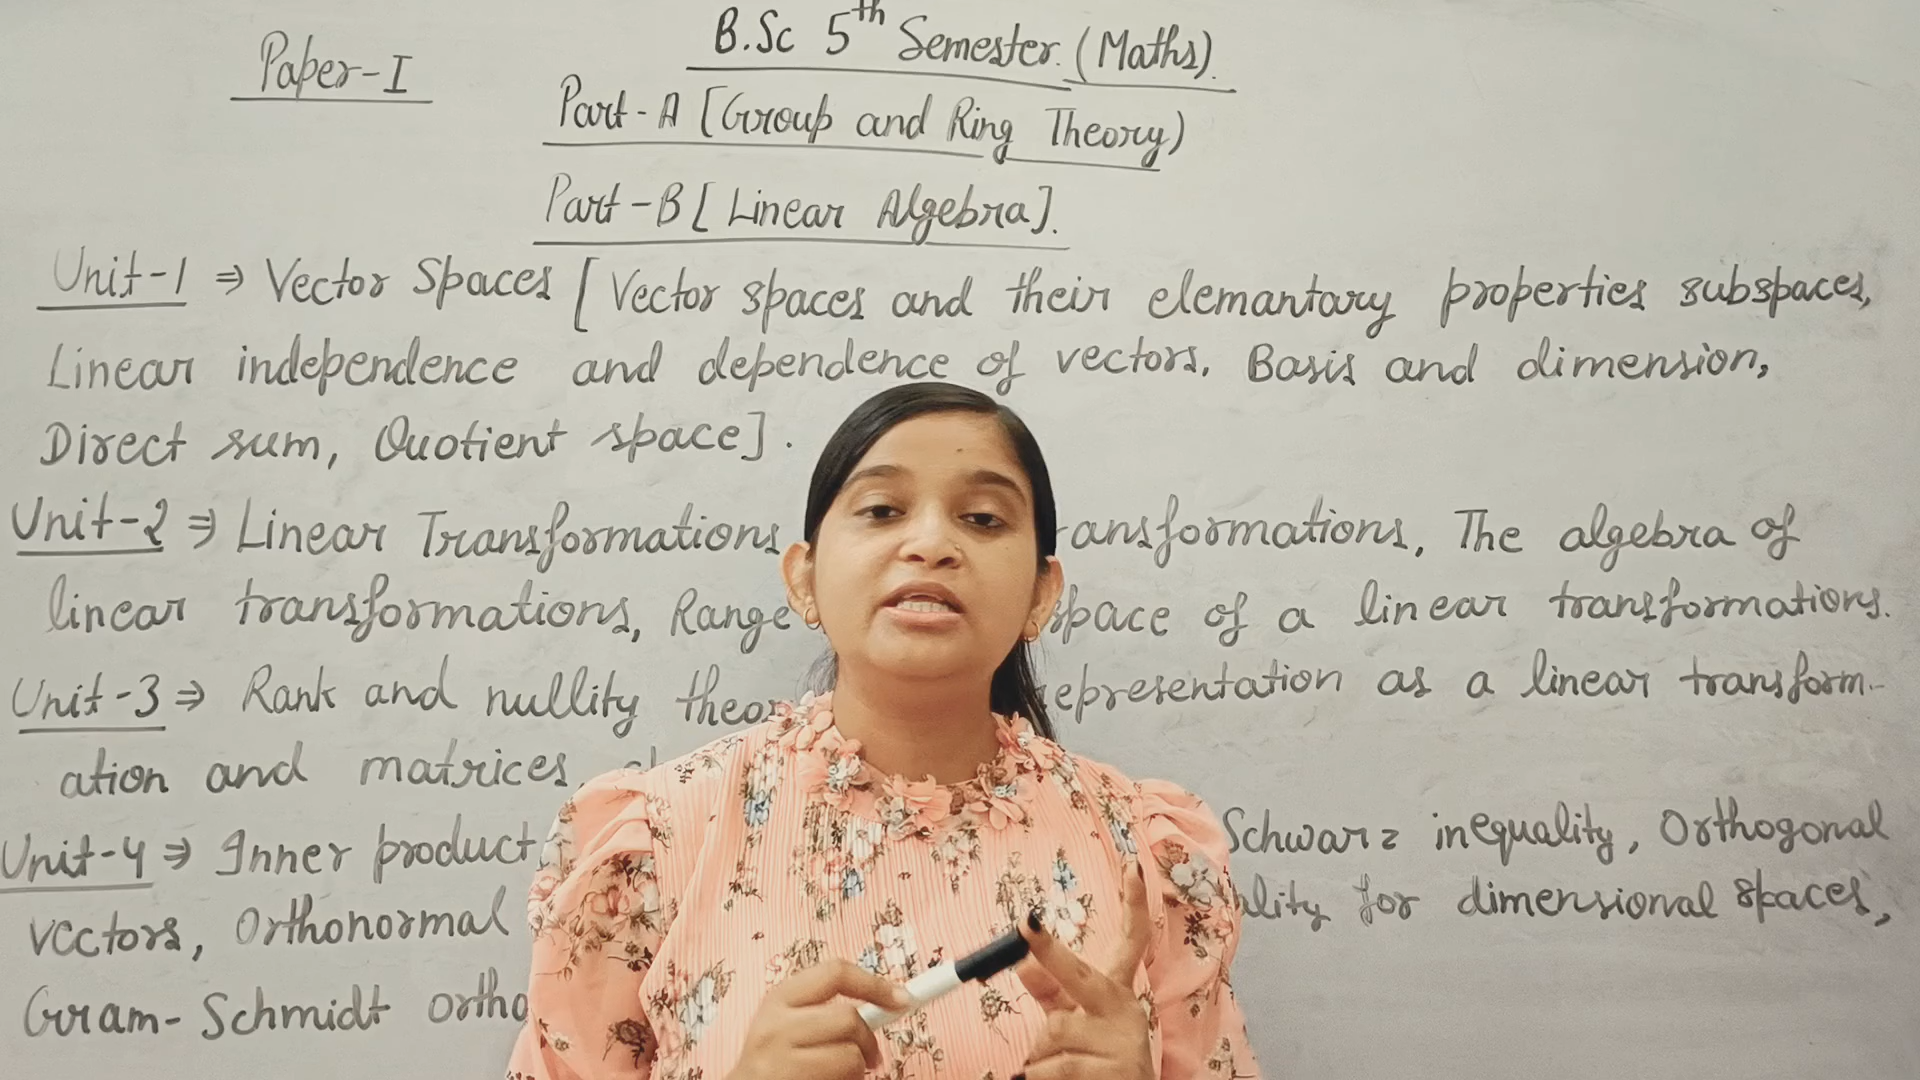 B.Sc 5th Semester. (Maths).
Paper-I
Part-A [Group and Ring Theory)
Part-B [Linear Algebra].
Unit-1 ⇒ Vector Spaces [Vector spaces and their elemantary properties subspaces,
Linear independence and dependence of vectors. Basis and dimension,
Direct sum, Quotient space].
Unit-2 ⇒ Linear Transformations ansformations, The algebra of
linear transformations, Range space of a linear transformations.
Unit-3 ⇒ Rank and nullity epresentation as a linear transform-
ation and matrices,
Unit-4 ⇒ Inner product Schwarz inequality, Orthogonal
vectors, Orthonormal for dimensional spaces,
Gram-Schmidt ortho